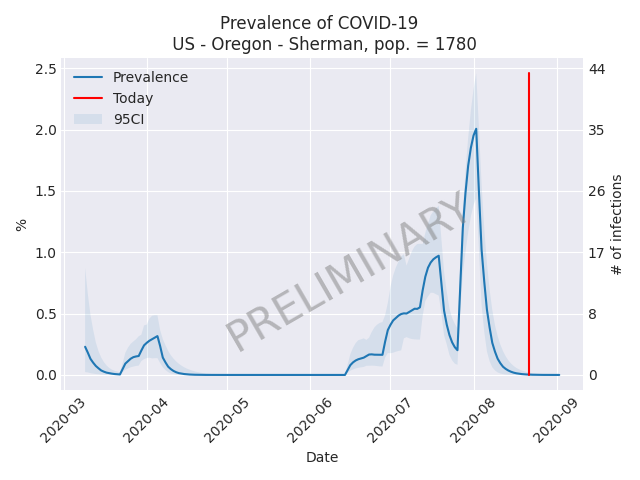 Prevalence of COVID-19
US - Oregon - Sherman, pop. = 1780
Prevalence
Today
95CI
PRELIMINARY
%
2.5
2.0
1.5
1.0
0.5
0.0
44
35
26
17
8
0
# of infections
2020-03
2020-04
2020-05
2020-06
2020-07
2020-08
2020-09
Date